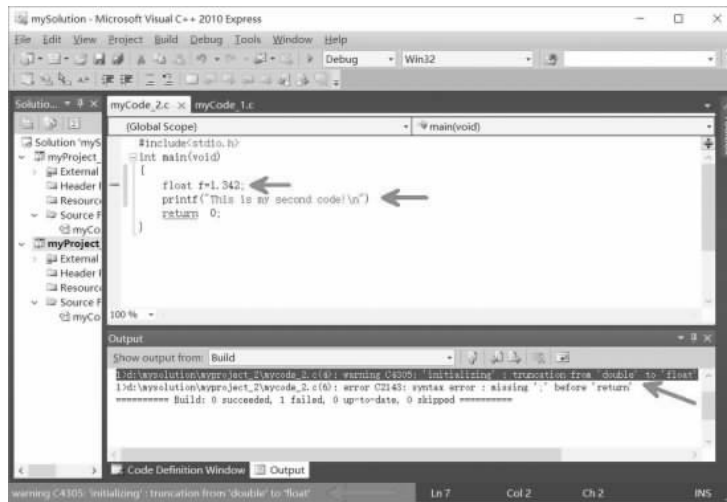 mySolution - Microsoft Visual C++ 2010 Express
File Edit View Project Build Debug Tools Window Help
Debug Win32
Solutio...
myCode_2.c myCode_1.c
(Global Scope) main(void)
Solution 'myS
myProject_
External
Header F
Resourc
Source F
myCo
myProject
External
Header F
Resourc
Source F
myCo
#include<stdio.h>
int main(void)
{
float f=1.342;
printf("This is my second code!\n")
return 0;
}
100 %
Output
Show output from: Build
1>d:\mysolution\myproject_2\mycode_2.c(4): warning C4305: 'initializing' : truncation from 'double' to 'float'
1>d:\mysolution\myproject_2\mycode_2.c(6): error C2143: syntax error : missing ';' before 'return'
========== Build: 0 succeeded, 1 failed, 0 up-to-date, 0 skipped ==========
Code Definition Window Output
warning C4305: 'initializing' : truncation from 'double' to 'float' Ln 7 Col 2 Ch 2 INS